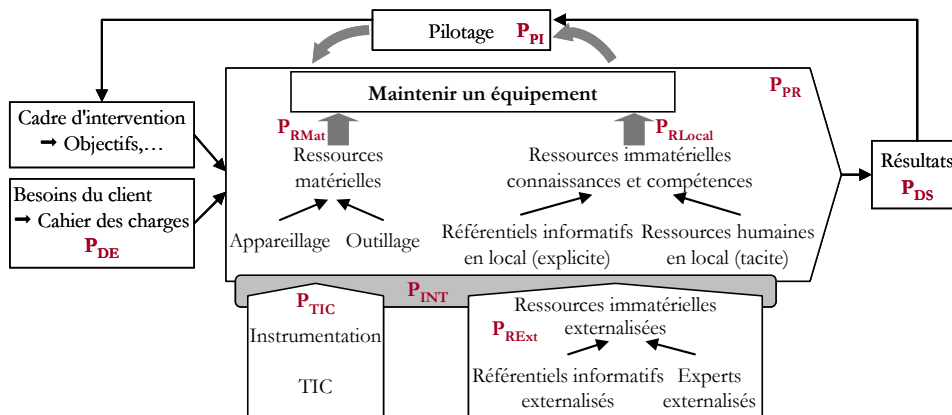 Pilotage P_PI
Maintenir un équipement
P_PR
Cadre d'intervention
➞ Objectifs,…
Besoins du client
➞ Cahier des charges
P_DE
P_RMat
Ressources
matérielles
Appareillage
Outillage
P_RLocal
Ressources immatérielles
connaissances et compétences
Référentiels informatifs
en local (explicite)
Ressources humaines
en local (tacite)
Résultats
P_DS
P_INT
P_TIC
Instrumentation
TIC
Ressources immatérielles
externalisées
P_RExt
Référentiels informatifs
externalisés
Experts
externalisés